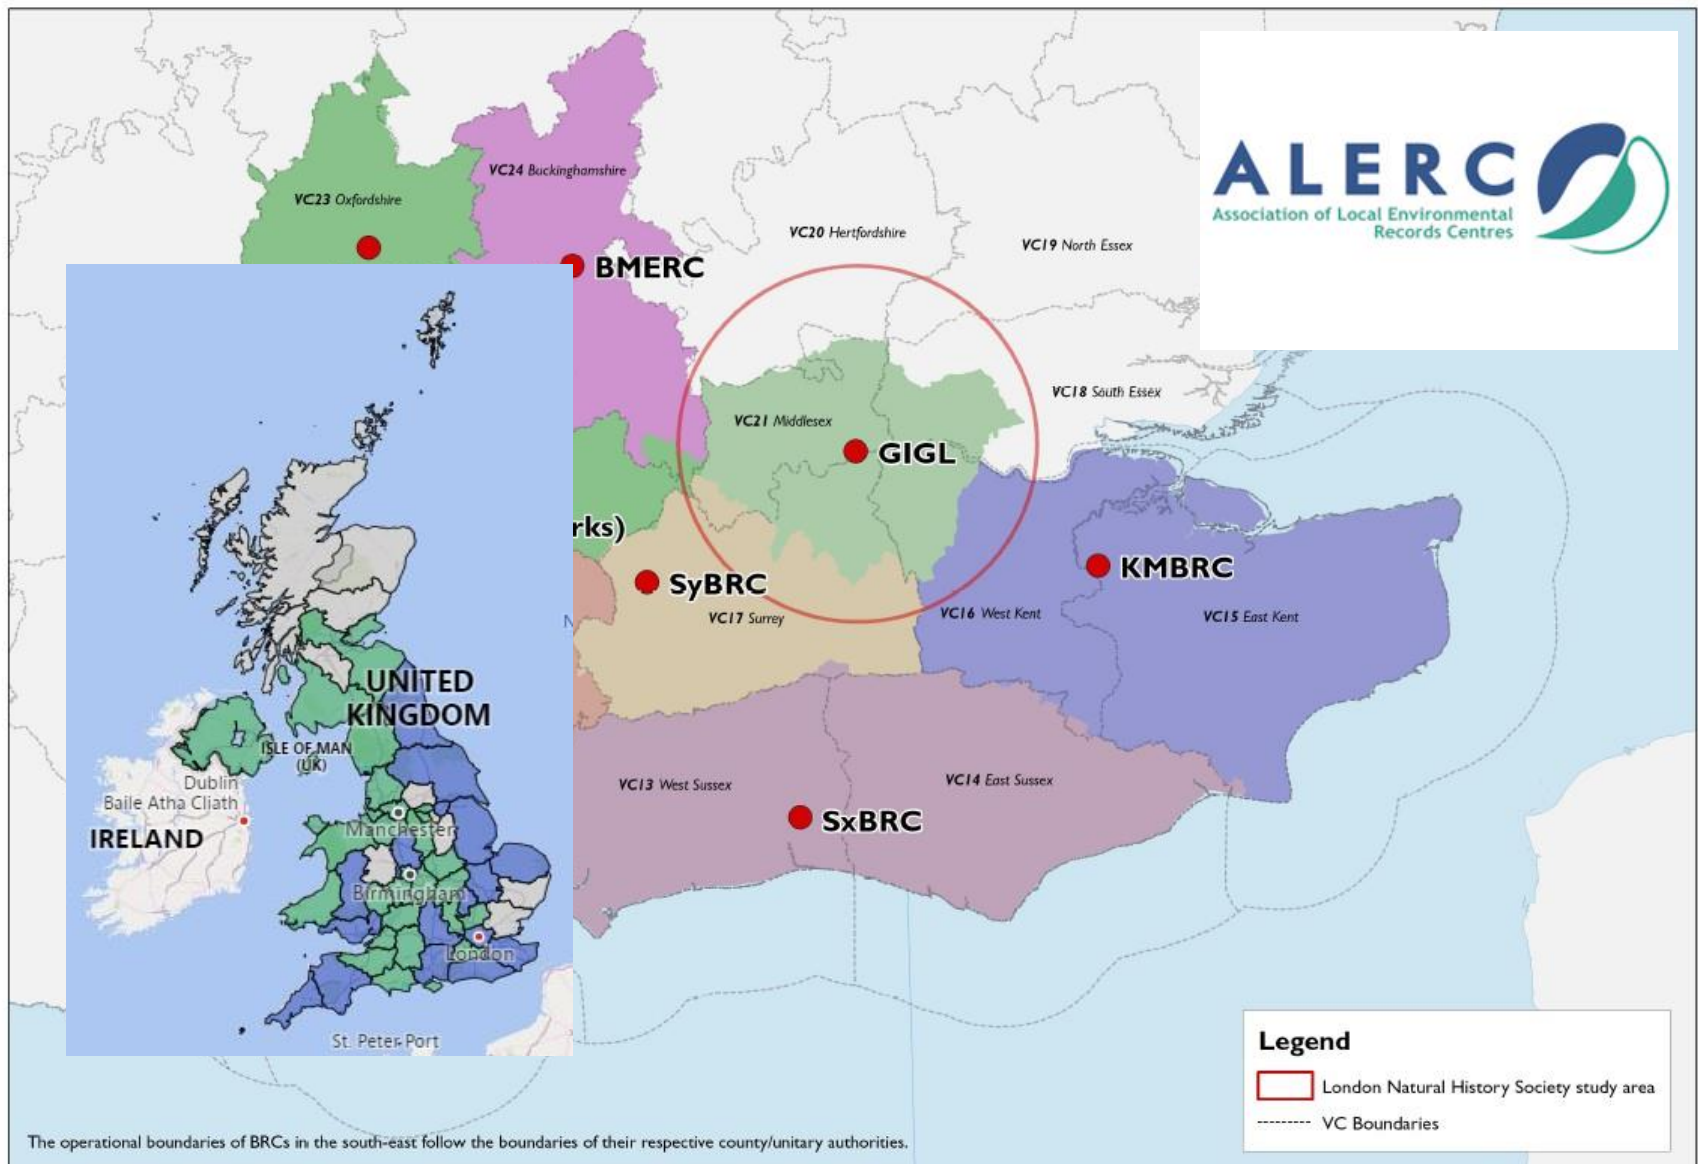 ALERC
Association of Local Environmental
Records Centres
VC24 Buckinghamshire
VC23 Oxfordshire
VC20 Hertfordshire
VC19 North Essex
BMERC
VC18 South Essex
VC21 Middlesex
GIGL
rks)
SyBRC
KMBRC
VC17 Surrey
VC16 West Kent
VC15 East Kent
N
VC13 West Sussex
VC14 East Sussex
SxBRC
UNITED
KINGDOM
ISLE OF MAN
(UK)
Dublin
Baile Atha Cliath
IRELAND
Manchester
Birmingham
London
St. Peter Port
Legend
London Natural History Society study area
VC Boundaries
The operational boundaries of BRCs in the south-east follow the boundaries of their respective county/unitary authorities.